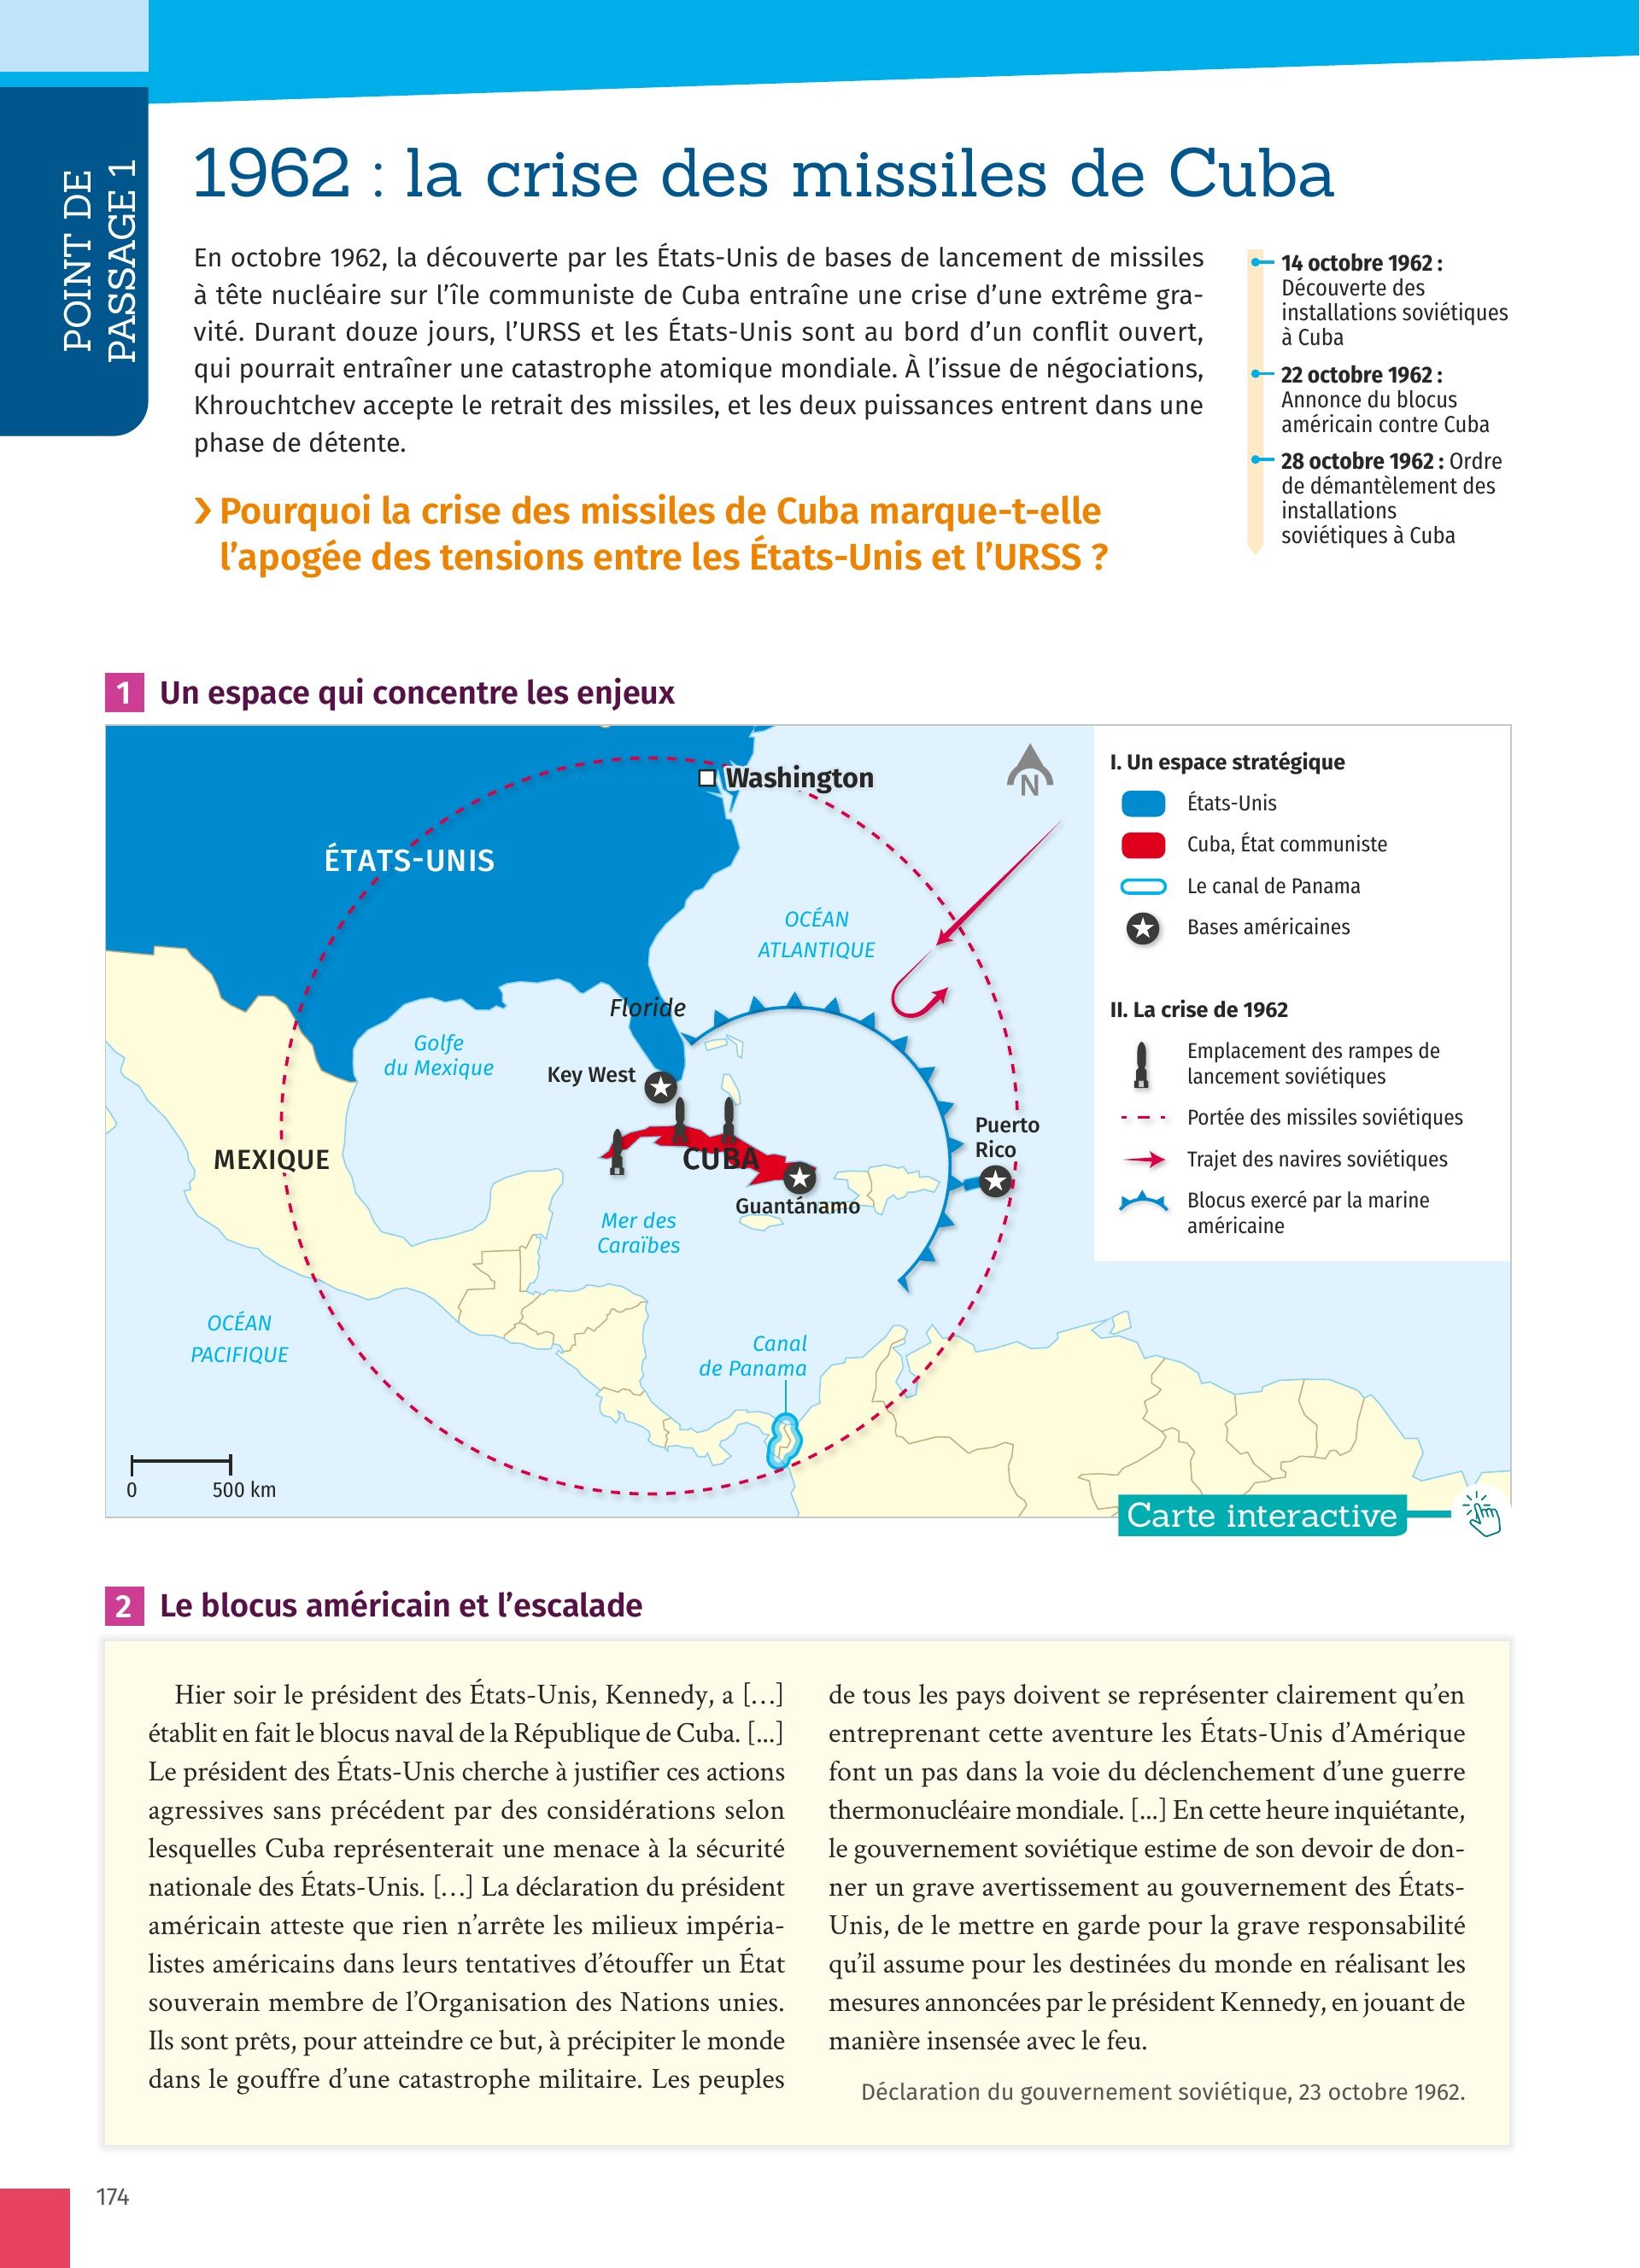 POINT DE
PASSAGE 1
1962 : la crise des missiles de Cuba
En octobre 1962, la découverte par les États-Unis de bases de lancement de missiles
à tête nucléaire sur l’île communiste de Cuba entraîne une crise d’une extrême gra-
vité. Durant douze jours, l’URSS et les États-Unis sont au bord d’un conflit ouvert,
qui pourrait entraîner une catastrophe atomique mondiale. À l’issue de négociations,
Khrouchtchev accepte le retrait des missiles, et les deux puissances entrent dans une
phase de détente.
› Pourquoi la crise des missiles de Cuba marque-t-elle
l’apogée des tensions entre les États-Unis et l’URSS ?
14 octobre 1962 :
Découverte des
installations soviétiques
à Cuba
22 octobre 1962 :
Annonce du blocus
américain contre Cuba
28 octobre 1962 : Ordre
de démantèlement des
installations
soviétiques à Cuba
1 Un espace qui concentre les enjeux
Washington
N
ÉTATS-UNIS
OCÉAN
ATLANTIQUE
Floride
Golfe
du Mexique
Key West
Puerto
Rico
MEXIQUE
CUBA
Guantánamo
Mer des
Caraïbes
OCÉAN
PACIFIQUE
Canal
de Panama
0 500 km
I. Un espace stratégique
États-Unis
Cuba, État communiste
Le canal de Panama
Bases américaines
II. La crise de 1962
Emplacement des rampes de
lancement soviétiques
Portée des missiles soviétiques
Trajet des navires soviétiques
Blocus exercé par la marine
américaine
Carte interactive
2 Le blocus américain et l’escalade
Hier soir le président des États-Unis, Kennedy, a […]
établit en fait le blocus naval de la République de Cuba. [...]
Le président des États-Unis cherche à justifier ces actions
agressives sans précédent par des considérations selon
lesquelles Cuba représenterait une menace à la sécurité
nationale des États-Unis. […] La déclaration du président
américain atteste que rien n’arrête les milieux impéria-
listes américains dans leurs tentatives d’étouffer un État
souverain membre de l’Organisation des Nations unies.
Ils sont prêts, pour atteindre ce but, à précipiter le monde
dans le gouffre d’une catastrophe militaire. Les peuples
de tous les pays doivent se représenter clairement qu’en
entreprenant cette aventure les États-Unis d’Amérique
font un pas dans la voie du déclenchement d’une guerre
thermonucléaire mondiale. [...] En cette heure inquiétante,
le gouvernement soviétique estime de son devoir de don-
ner un grave avertissement au gouvernement des États-
Unis, de le mettre en garde pour la grave responsabilité
qu’il assume pour les destinées du monde en réalisant les
mesures annoncées par le président Kennedy, en jouant de
manière insensée avec le feu.
Déclaration du gouvernement soviétique, 23 octobre 1962.
174